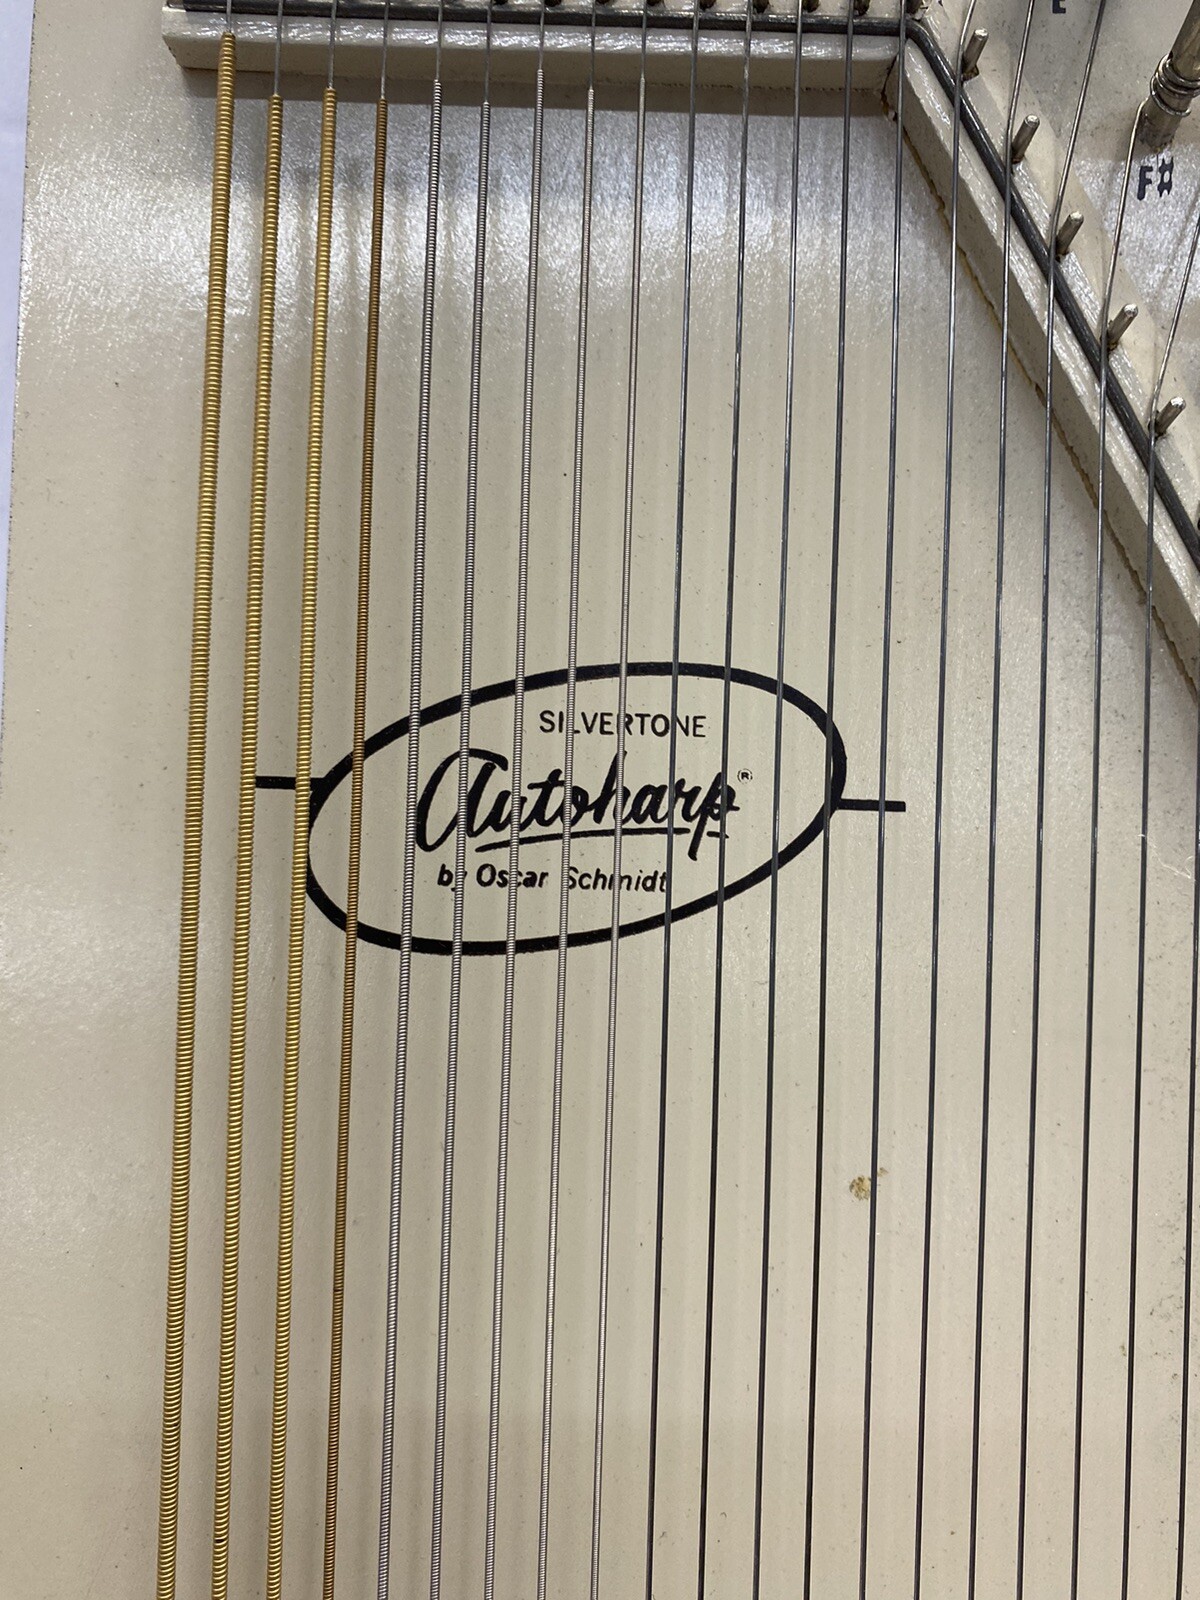 E
F♯
SILVERTONE
Autoharp®
by Oscar Schmidt